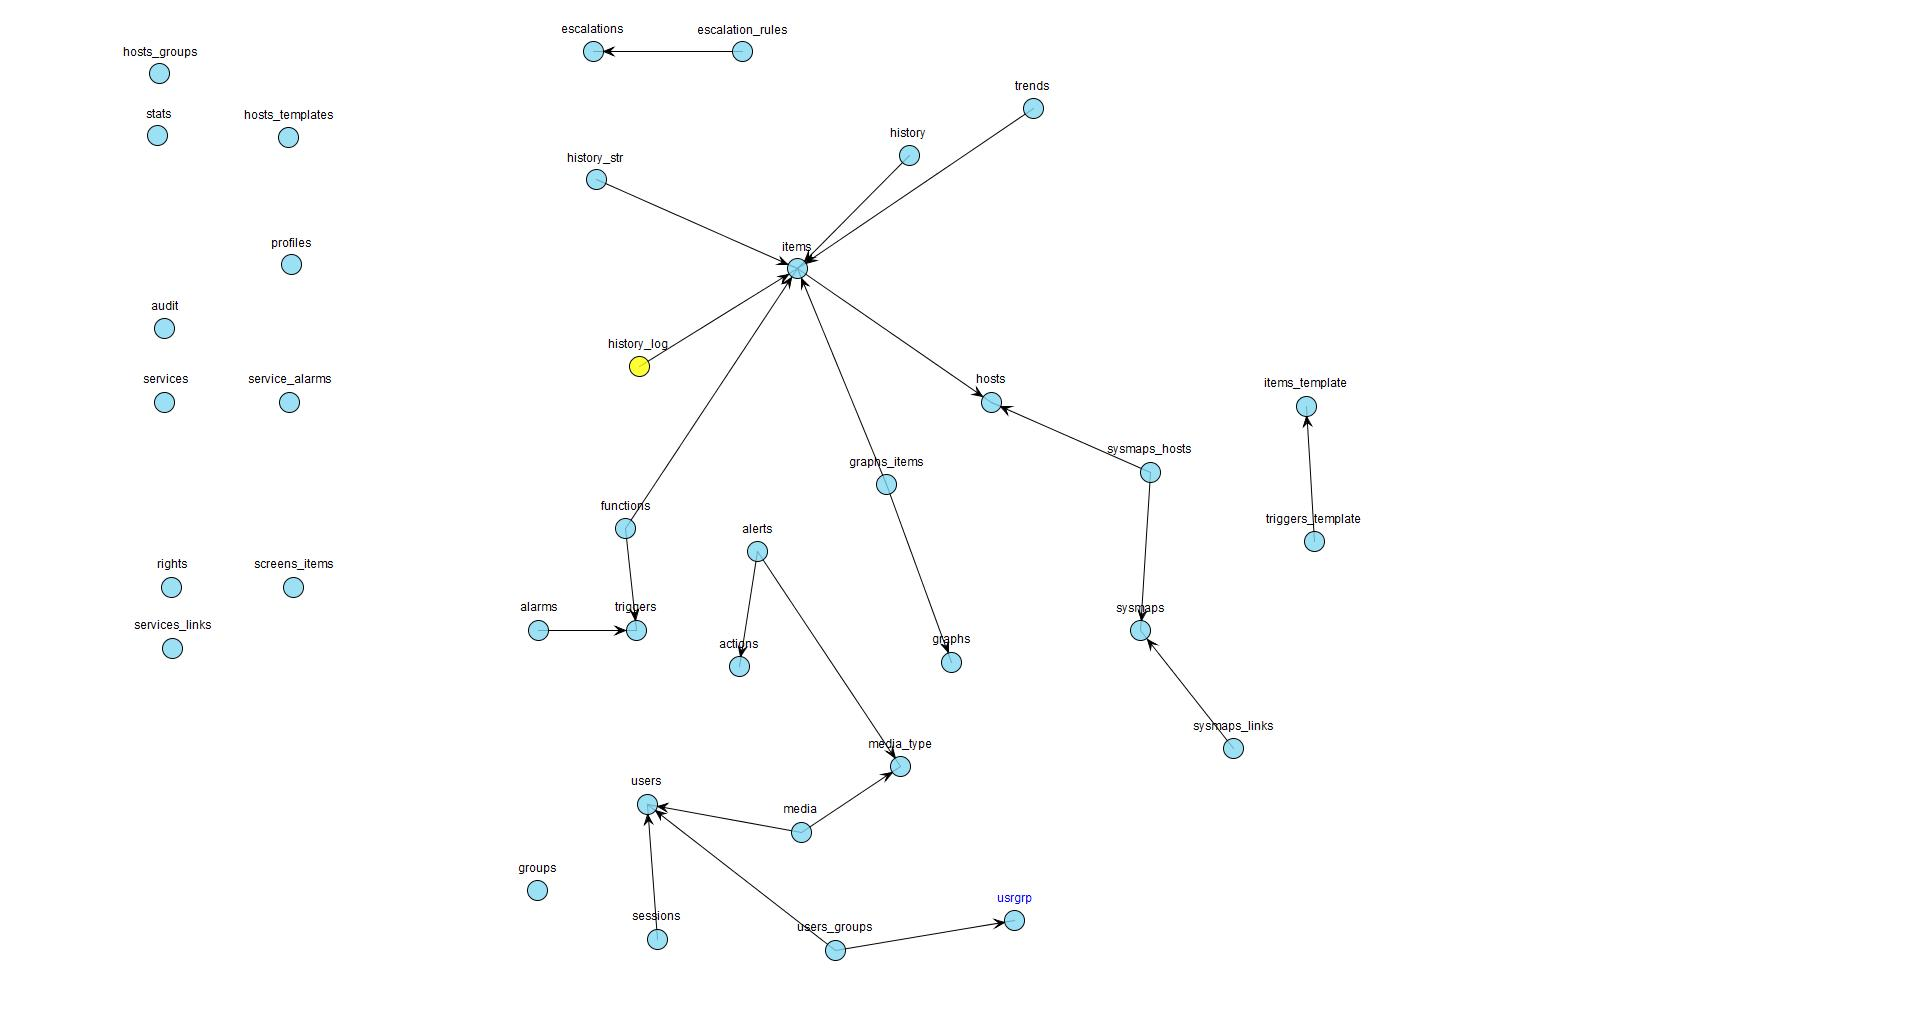 escalations
escalation_rules
hosts_groups
trends
stats
hosts_templates
history
history_str
profiles
items
audit
history_log
services
service_alarms
hosts
items_template
sysmaps_hosts
graphs_items
functions
triggers_template
alerts
rights
screens_items
alarms
triggers
sysmaps
services_links
actions
graphs
sysmaps_links
media_type
users
media
groups
usrgrp
sessions
users_groups